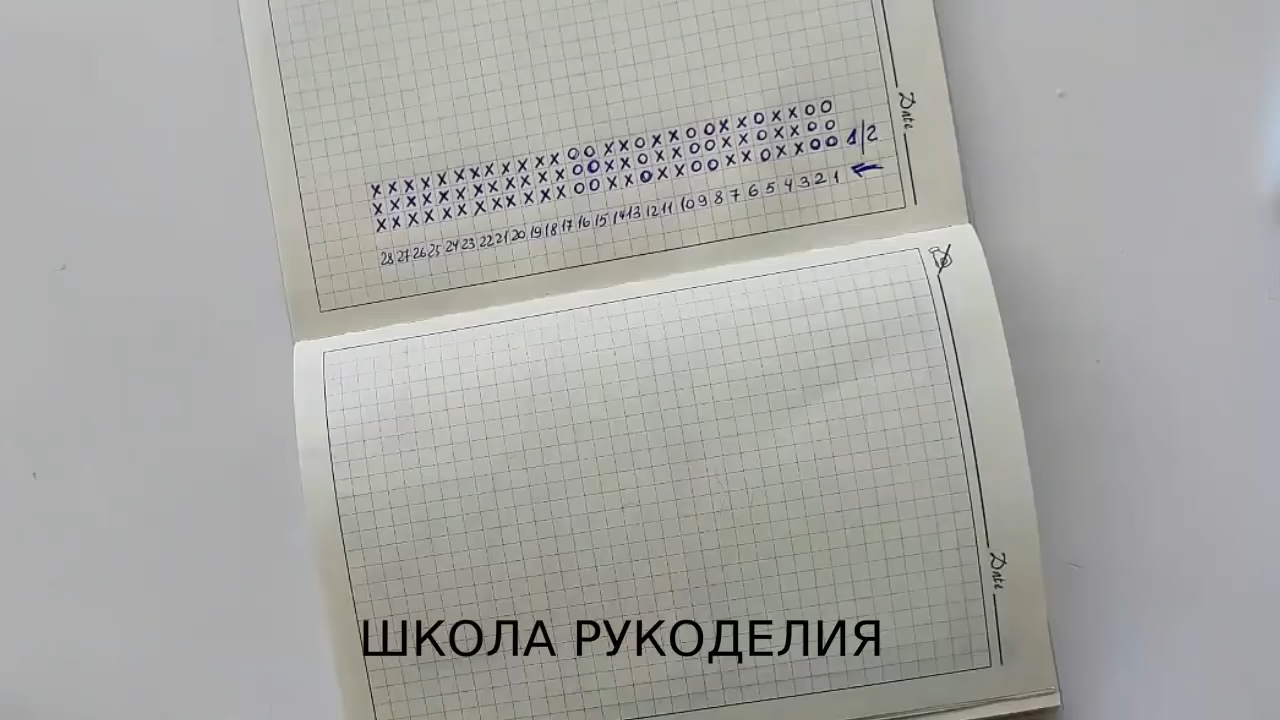 X X X X X X X X X X X X O O X X O X X O O X X O X X O O
X X X X X X X X X X X X O O X X O X X O O X X O X X O O 1/2
X X X X X X X X X X X X O O X X O X X O O X X O X X O O ←
28 27 26 25 24 23 22 21 20 19 18 17 16 15 14 13 12 11 10 9 8 7 6 5 4 3 2 1
Date
Date
ШКОЛА РУКОДЕЛИЯ